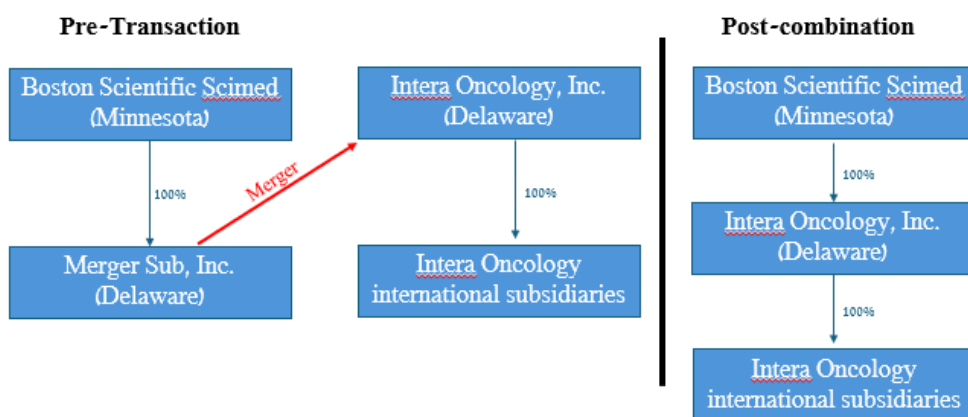 Pre-Transaction
Boston Scientific Scimed
(Minnesota)
100%
Merger Sub, Inc.
(Delaware)
Merger
Intera Oncology, Inc.
(Delaware)
100%
Intera Oncology
international subsidiaries
Post-combination
Boston Scientific Scimed
(Minnesota)
100%
Intera Oncology, Inc.
(Delaware)
100%
Intera Oncology
international subsidiaries